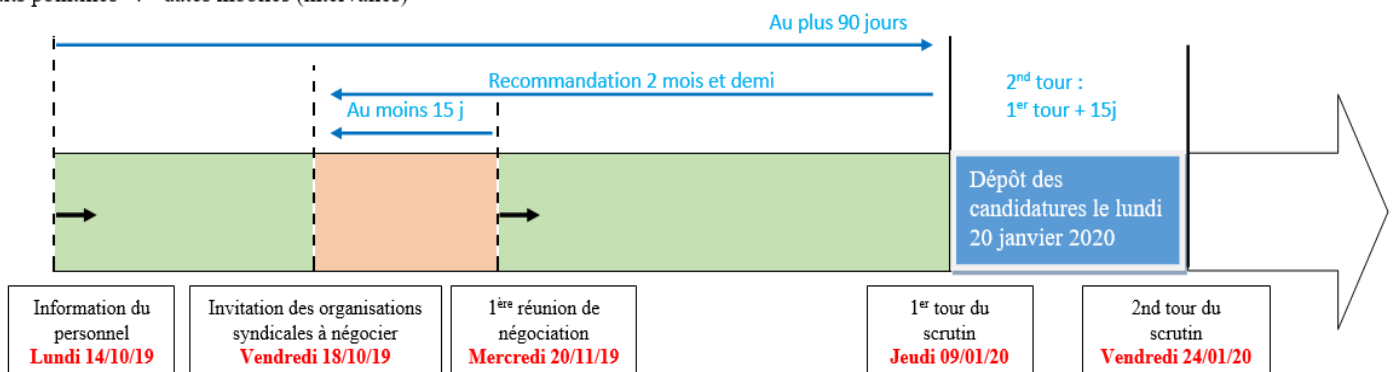 dates mobiles (intervalles)
Au plus 90 jours
Recommandation 2 mois et demi
Au moins 15 j
2nd tour :
1er tour + 15j
Dépôt des
candidatures le lundi
20 janvier 2020
Information du
personnel
Lundi 14/10/19
Invitation des organisations
syndicales à négocier
Vendredi 18/10/19
1ère réunion de
négociation
Mercredi 20/11/19
1er tour du
scrutin
Jeudi 09/01/20
2nd tour du
scrutin
Vendredi 24/01/20